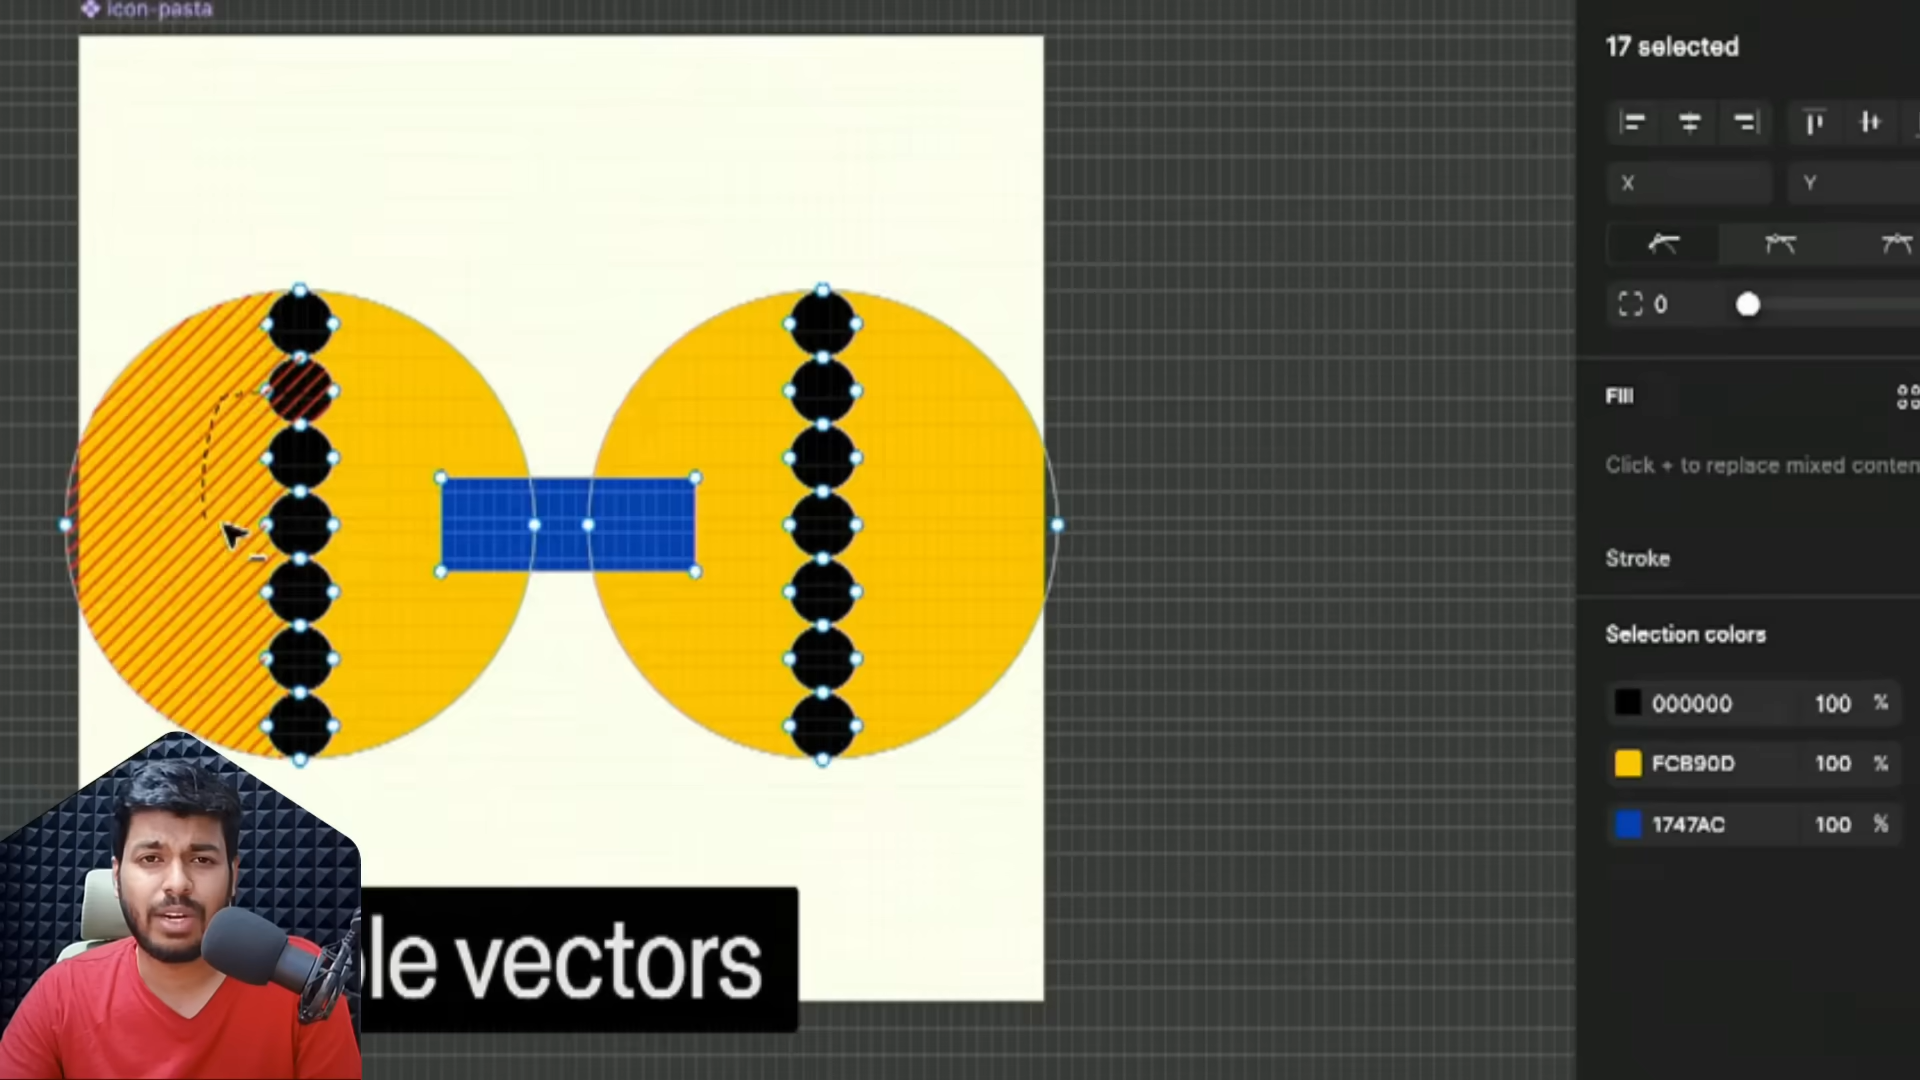 icon-pasta
17 selected
X
Y
0
Fill
Click + to replace mixed conten
Stroke
Selection colors
000000 100 %
FCB90D 100 %
1747AC 100 %
le vectors